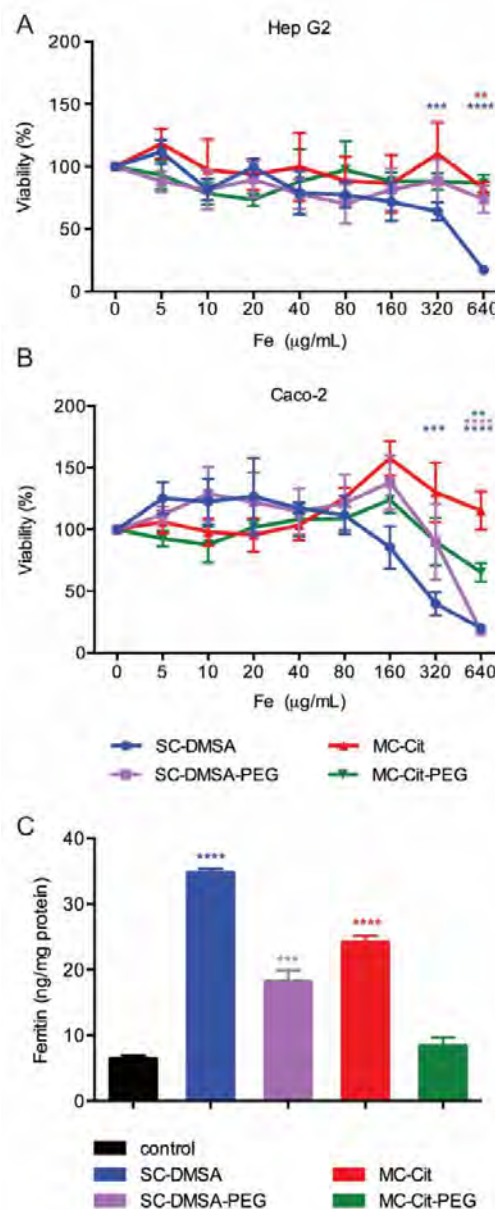 A
Hep G2
200
150
100
50
0
Viability (%)
** 
*** ****
0 5 10 20 40 80 160 320 640
Fe (μg/mL)
B
Caco-2
200
150
100
50
0
Viability (%)
**
****
*** ****
0 5 10 20 40 80 160 320 640
Fe (μg/mL)
SC-DMSA MC-Cit
SC-DMSA-PEG MC-Cit-PEG
C
40
30
20
10
0
Ferritin (ng/mg protein)
****
***
****
control
SC-DMSA MC-Cit
SC-DMSA-PEG MC-Cit-PEG